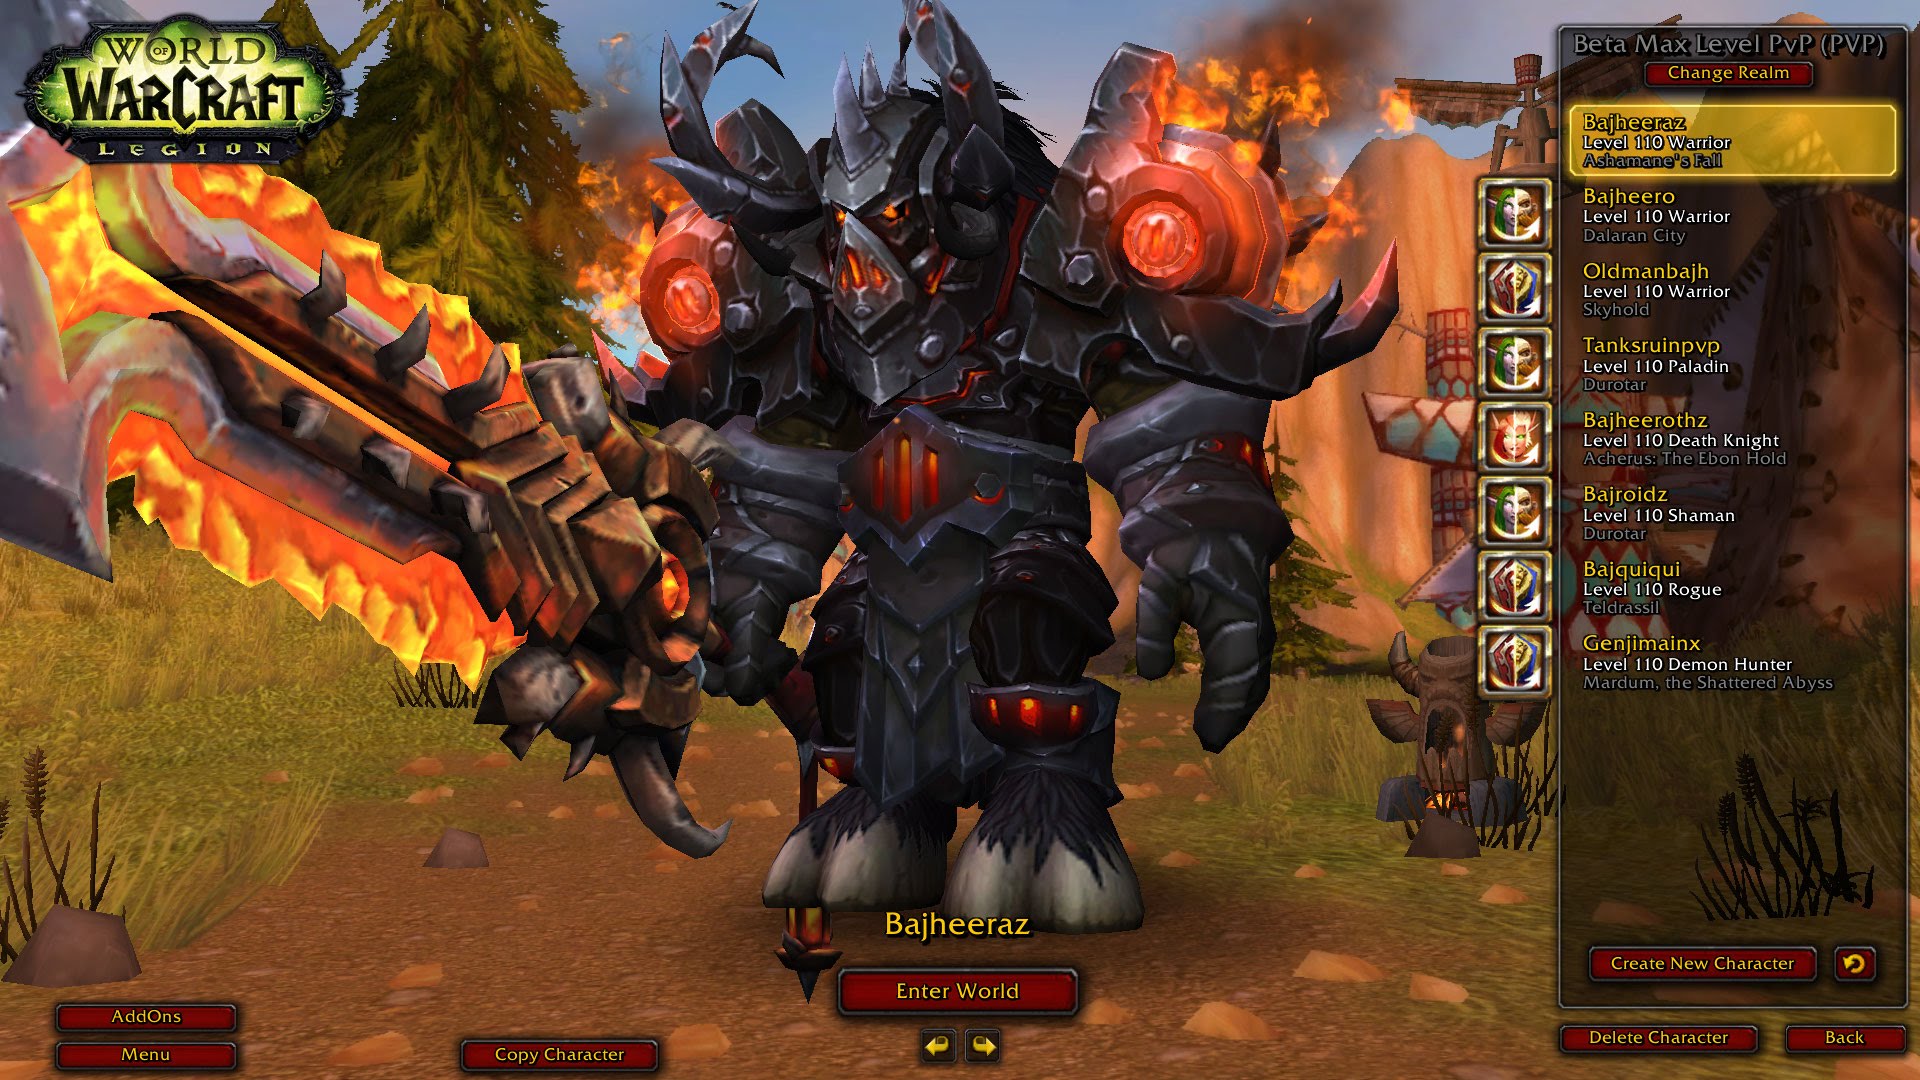 WORLD
OF
WARCRAFT
LEGION
Beta Max Level PvP (PVP)
Change Realm
Bajheeraz
Level 110 Warrior
Ashamane's Fall
Bajheero
Level 110 Warrior
Dalaran City
Oldmanbajh
Level 110 Warrior
Skyhold
Tanksruinpvp
Level 110 Paladin
Durotar
Bajheerothz
Level 110 Death Knight
Acherus: The Ebon Hold
Bajroidz
Level 110 Shaman
Durotar
Bajquiqui
Level 110 Rogue
Teldrassil
Genjimainx
Level 110 Demon Hunter
Mardum, the Shattered Abyss
Bajheeraz
Enter World
Create New Character
AddOns
Menu
Copy Character
Delete Character
Back